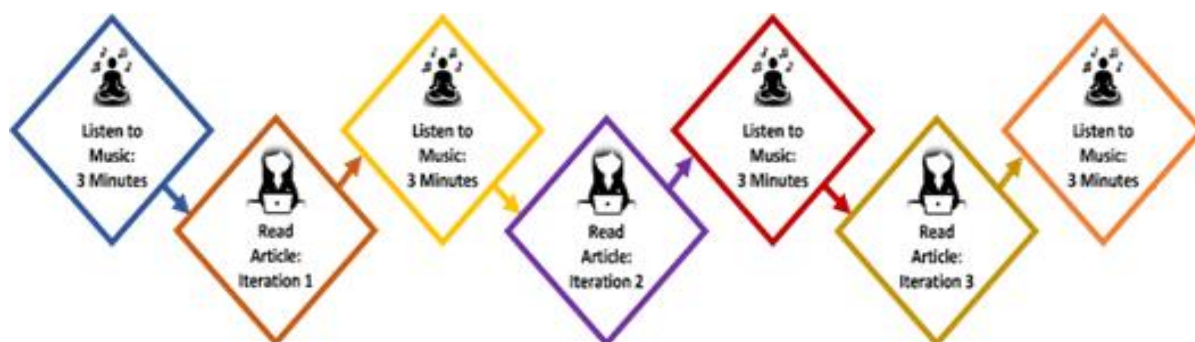 Listen to
Music:
3 Minutes
Read
Article:
Iteration 1
Listen to
Music:
3 Minutes
Read
Article:
Iteration 2
Listen to
Music:
3 Minutes
Read
Article:
Iteration 3
Listen to
Music:
3 Minutes